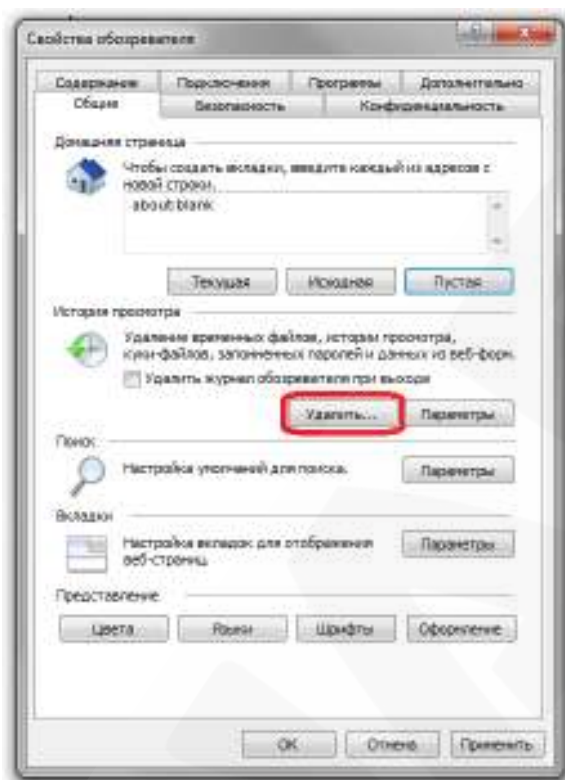 Свойства обозревателя
Содержание Подключения Программы Дополнительно
Общие Безопасность Конфиденциальность
Домашняя страница
Чтобы создать вкладки, введите каждый из адресов с
новой строки.
about:blank
Текущая Исходная Пустая
История просмотра
Удаление временных файлов, истории просмотра,
куки-файлов, запомненных паролей и данных из веб-форм.
Удалить журнал обозревателя при выходе
Удалить... Параметры
Поиск
Настройка умолчаний для поиска. Параметры
Вкладки
Настройка вкладок для отображения Параметры
веб-страниц.
Представление
Цвета Языки Шрифты Оформление
ОК Отмена Применить